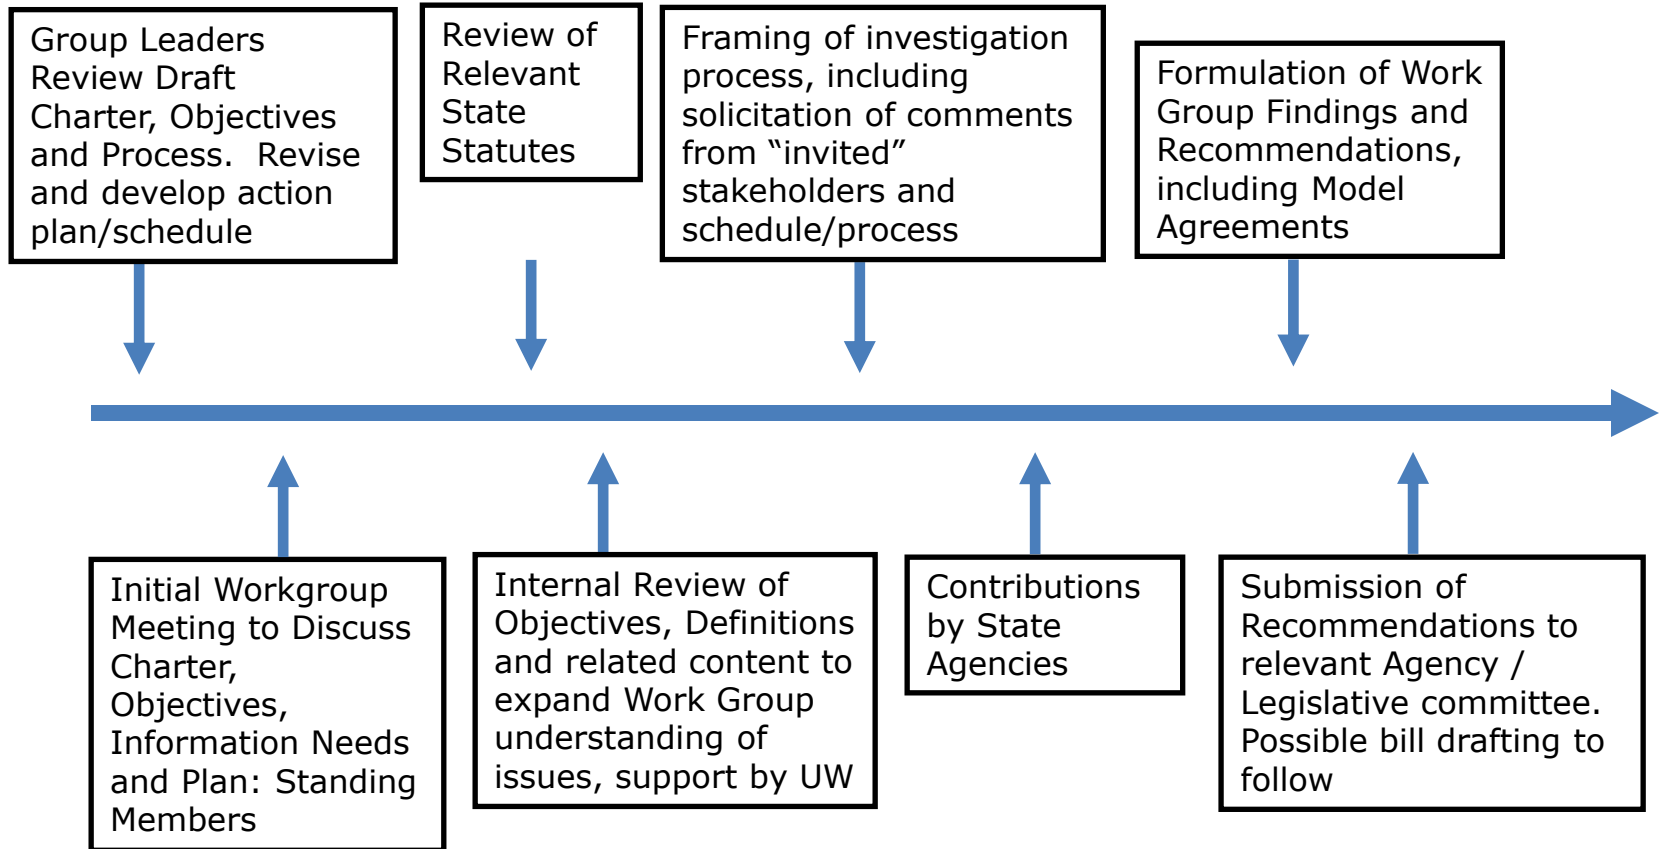 Group Leaders
Review Draft
Charter, Objectives
and Process.  Revise
and develop action
plan/schedule
Review of
Relevant
State
Statutes
Framing of investigation
process, including
solicitation of comments
from “invited”
stakeholders and
schedule/process
Formulation of Work
Group Findings and
Recommendations,
including Model
Agreements
Initial Workgroup
Meeting to Discuss
Charter,
Objectives,
Information Needs
and Plan: Standing
Members
Internal Review of
Objectives, Definitions
and related content to
expand Work Group
understanding of
issues, support by UW
Contributions
by State
Agencies
Submission of
Recommendations to
relevant Agency /
Legislative committee.
Possible bill drafting to
follow